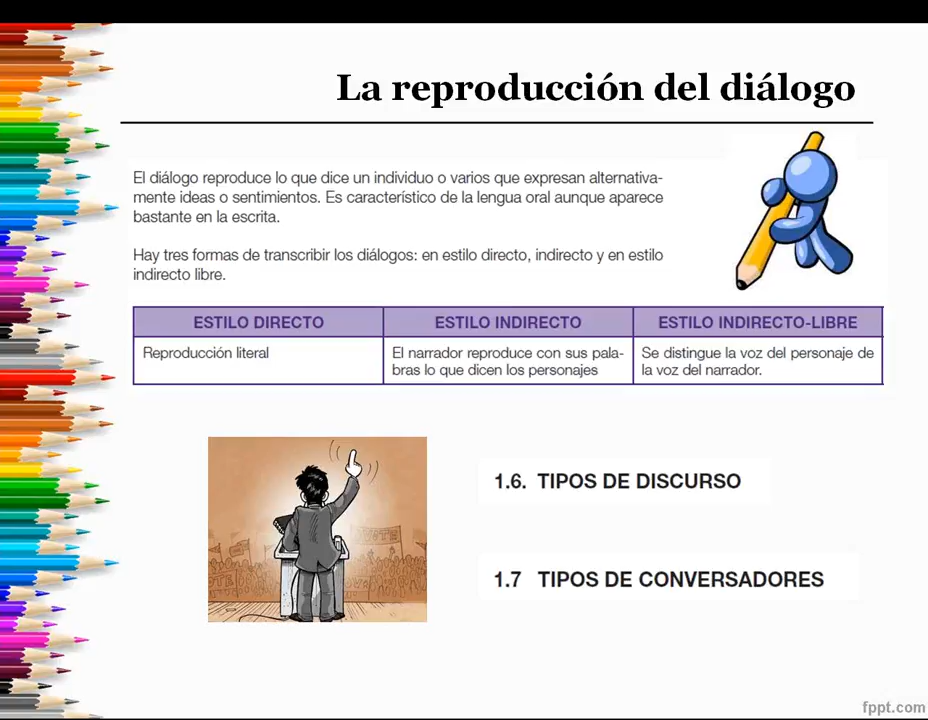 La reproducción del diálogo
El diálogo reproduce lo que dice un individuo o varios que expresan alternativa-
mente ideas o sentimientos. Es característico de la lengua oral aunque aparece
bastante en la escrita.
Hay tres formas de transcribir los diálogos: en estilo directo, indirecto y en estilo
indirecto libre.
ESTILO DIRECTO
Reproducción literal
ESTILO INDIRECTO
El narrador reproduce con sus pala-
bras lo que dicen los personajes
ESTILO INDIRECTO-LIBRE
Se distingue la voz del personaje de
la voz del narrador.
1.6. TIPOS DE DISCURSO
1.7 TIPOS DE CONVERSADORES
fppt.com